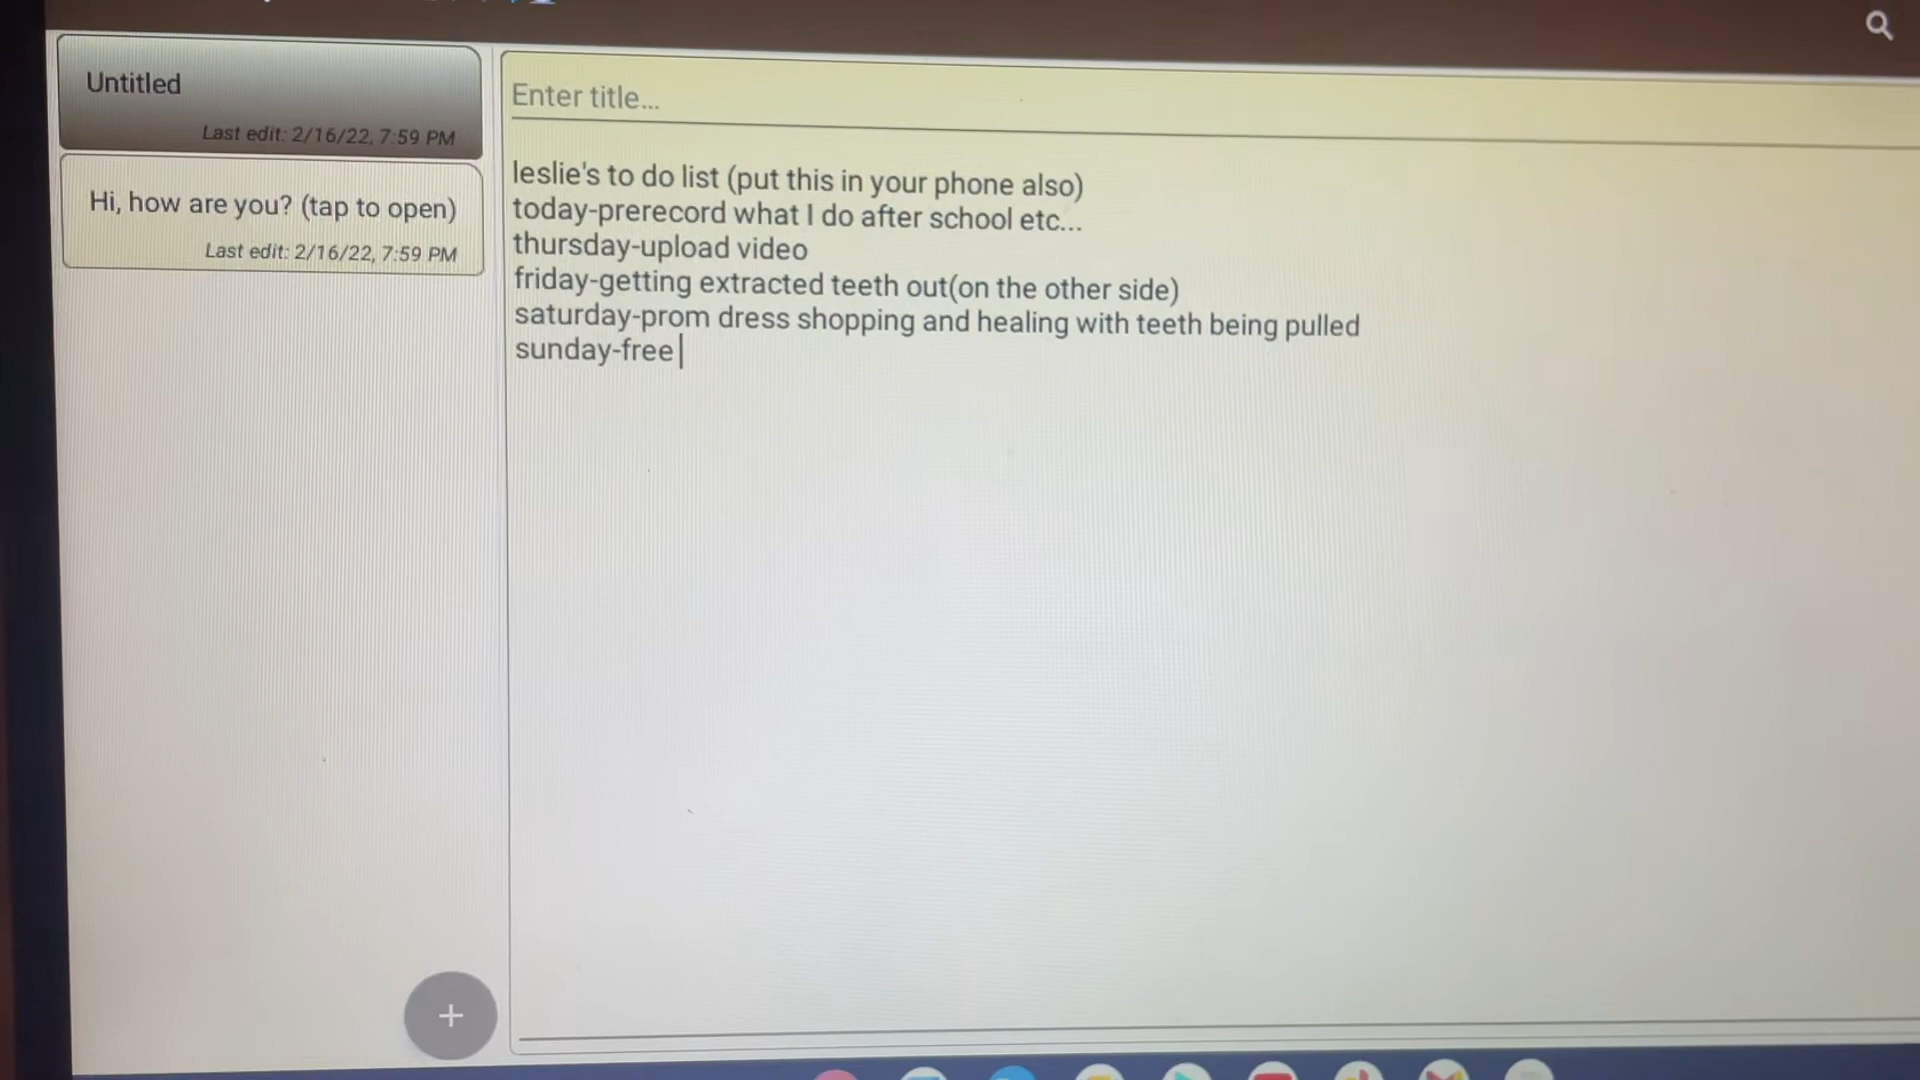 Untitled
Last edit: 2/16/22, 7:59 PM
Hi, how are you? (tap to open)
Last edit: 2/16/22, 7:59 PM
Enter title...
leslie's to do list (put this in your phone also)
today-prerecord what I do after school etc...
thursday-upload video
friday-getting extracted teeth out(on the other side)
saturday-prom dress shopping and healing with teeth being pulled
sunday-free
+